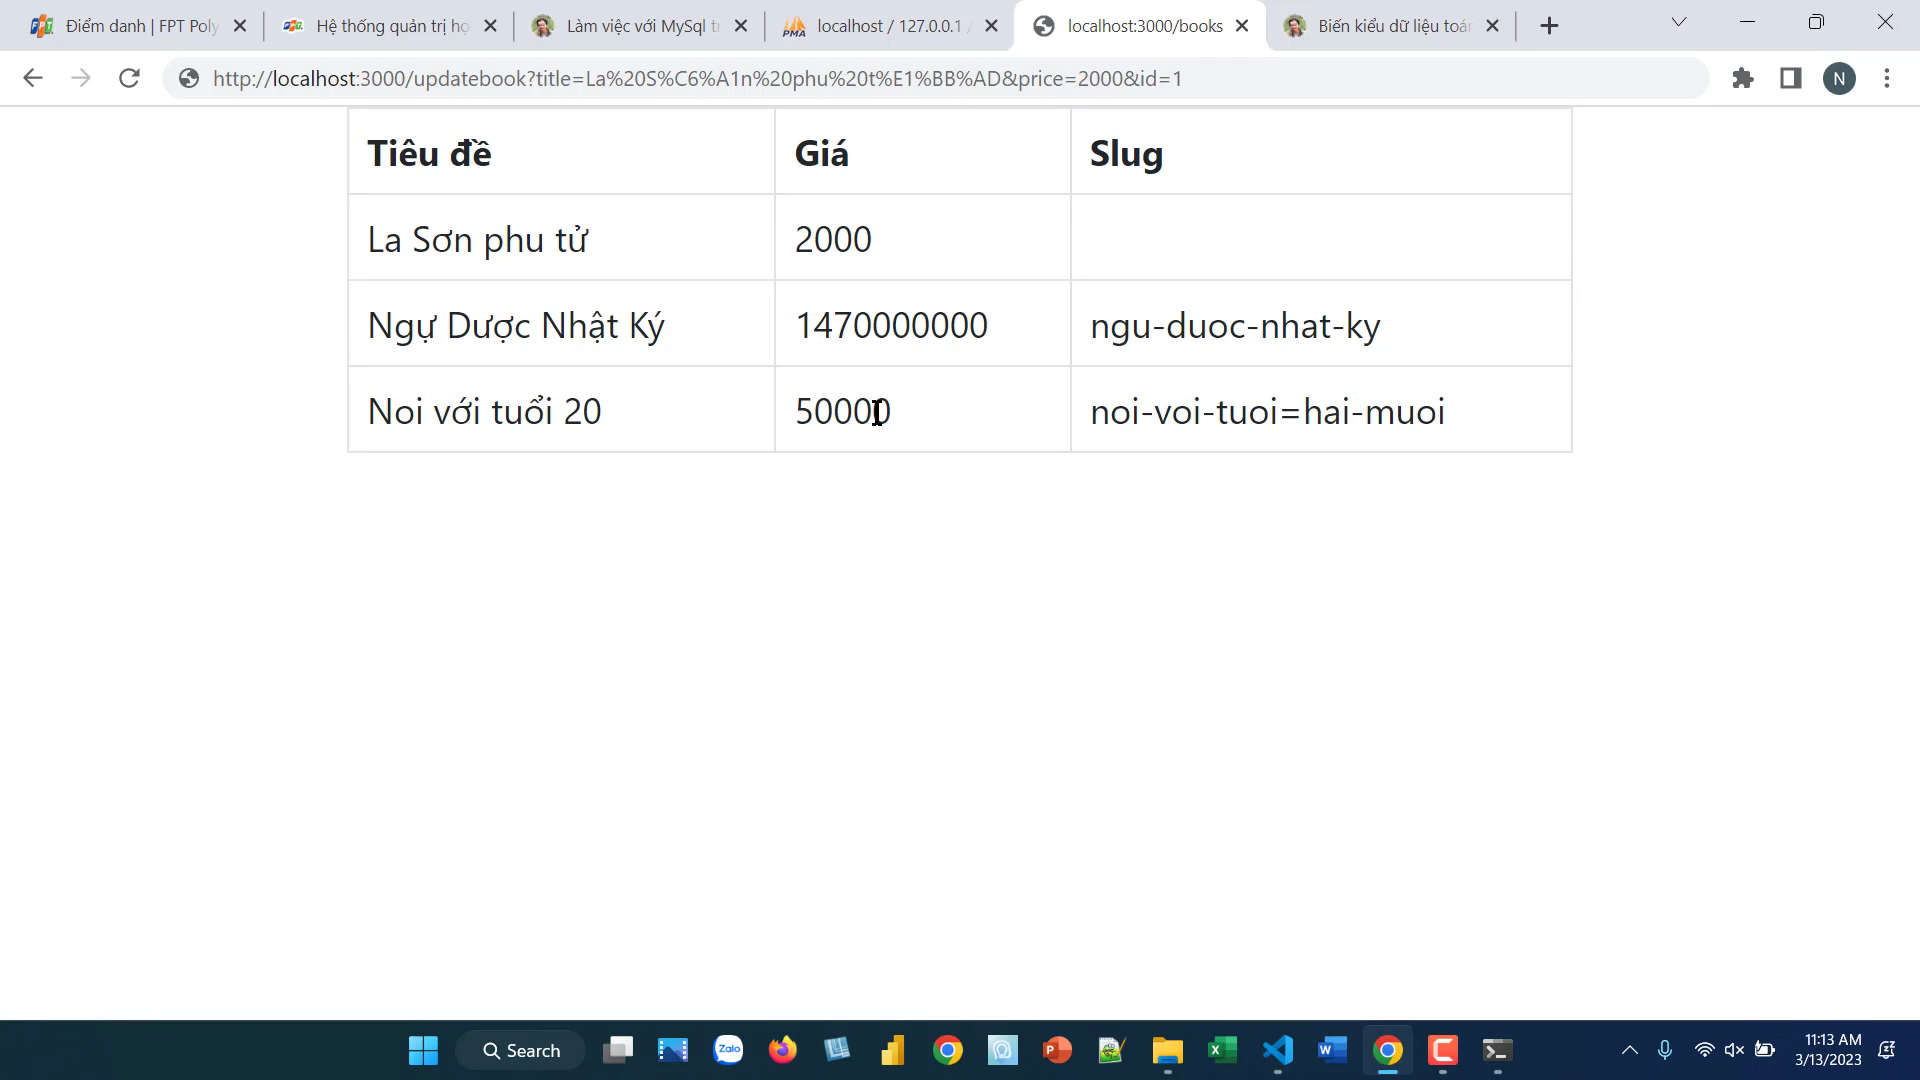 Điểm danh | FPT Poly
Hệ thống quản trị họ
Làm việc với MySql tr
localhost / 127.0.0.1 /
localhost:3000/books
Biến kiểu dữ liệu toán
http://localhost:3000/updatebook?title=La%20S%C6%A1n%20phu%20t%E1%BB%AD&price=2000&id=1
N
Tiêu đề Giá Slug
La Sơn phu tử 2000
Ngự Dược Nhật Ký 1470000000 ngu-duoc-nhat-ky
Noi với tuổi 20 50000 noi-voi-tuoi=hai-muoi
Search
Zalo
11:13 AM
3/13/2023